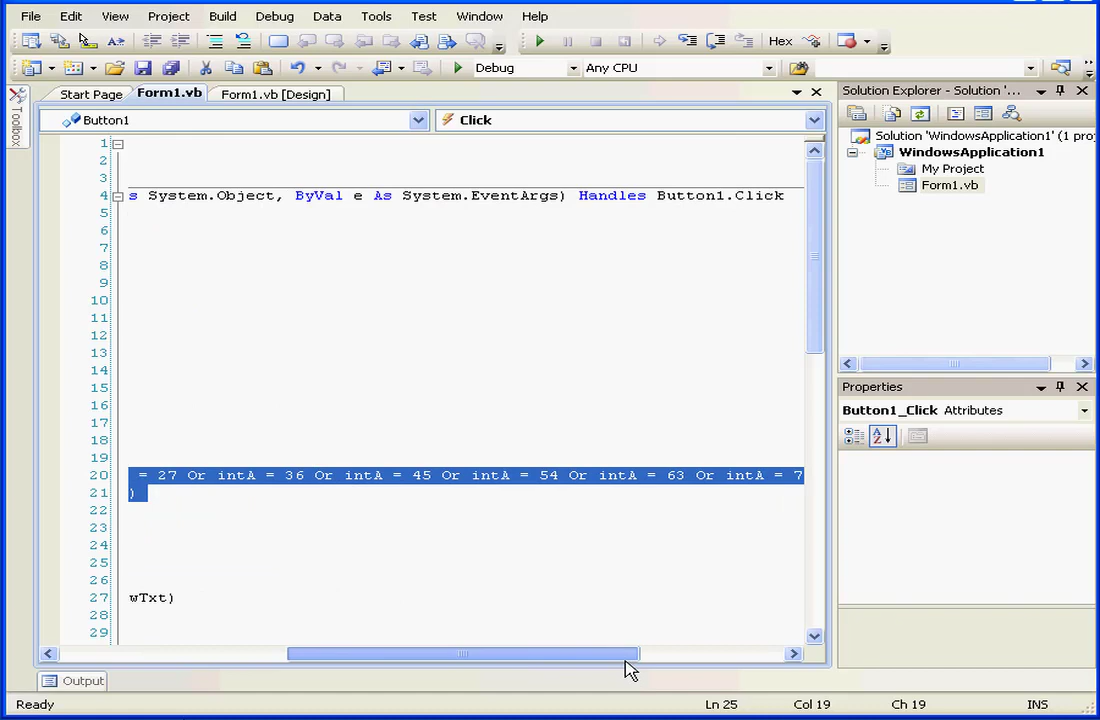 File Edit View Project Build Debug Data Tools Test Window Help
Hex
Debug Any CPU
Toolbox
Start Page Form1.vb Form1.vb [Design]
Button1 Click
1
2
3
4 s System.Object, ByVal e As System.EventArgs) Handles Button1.Click
5
6
7
8
9
10
11
12
13
14
15
16
17
18
19
20 = 27 Or intA = 36 Or intA = 45 Or intA = 54 Or intA = 63 Or intA = 7
21 )
22
23
24
25
26
27 wTxt)
28
29
Solution Explorer - Solution '...
Solution 'WindowsApplication1' (1 proj
WindowsApplication1
My Project
Form1.vb
Properties
Button1_Click Attributes
Output
Ready Ln 25 Col 19 Ch 19 INS